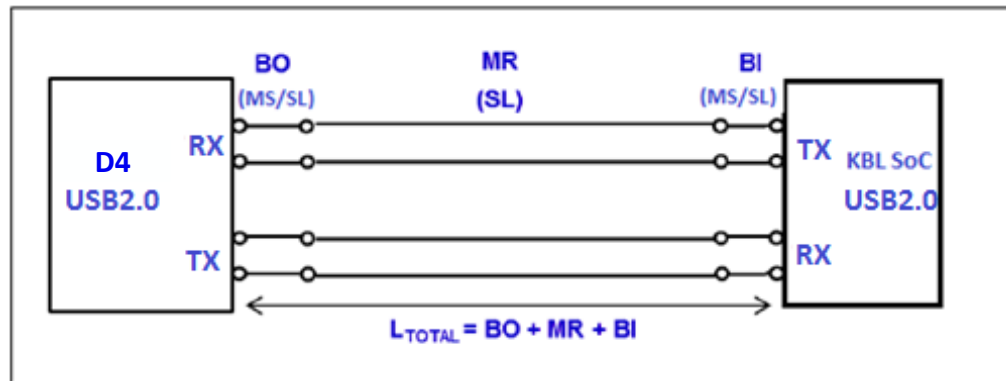 BO
MR
BI
(MS/SL)
(SL)
(MS/SL)
D4
USB2.0
RX
TX
TX
RX
KBL SoC
USB2.0
L_TOTAL = BO + MR + BI